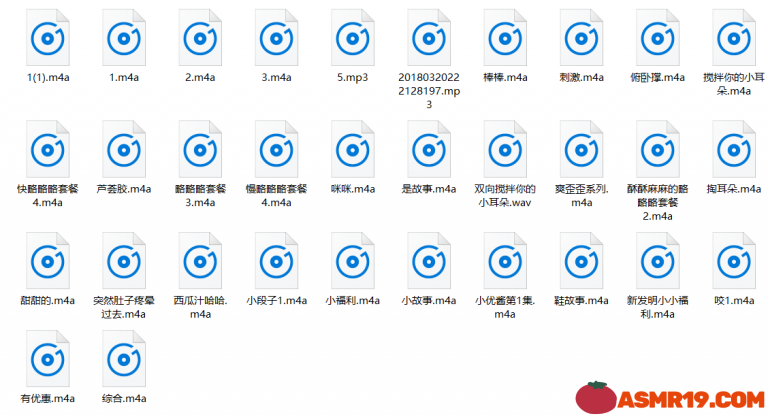 1(1).m4a
1.m4a
2.m4a
3.m4a
5.mp3
2018032022
2128197.mp
3
棒棒.m4a
刺激.m4a
俯卧撑.m4a
搅拌你的小耳
朵.m4a
快酪酪酪套餐
4.m4a
芦荟胶.m4a
酪酪酪套餐
3.m4a
慢酪酪酪套餐
4.m4a
咪咪.m4a
是故事.m4a
双向搅拌你的
小耳朵.wav
爽歪歪系列.
m4a
酥酥麻麻的酪
酪酪套餐
2.m4a
掏耳朵.m4a
甜甜的.m4a
突然肚子疼晕
过去.m4a
西瓜汁哈哈.
m4a
小段子1.m4a
小福利.m4a
小故事.m4a
小优酱第1集.
m4a
鞋故事.m4a
新发明小小福
利.m4a
咬1.m4a
有优惠.m4a
综合.m4a
ASMR19.COM